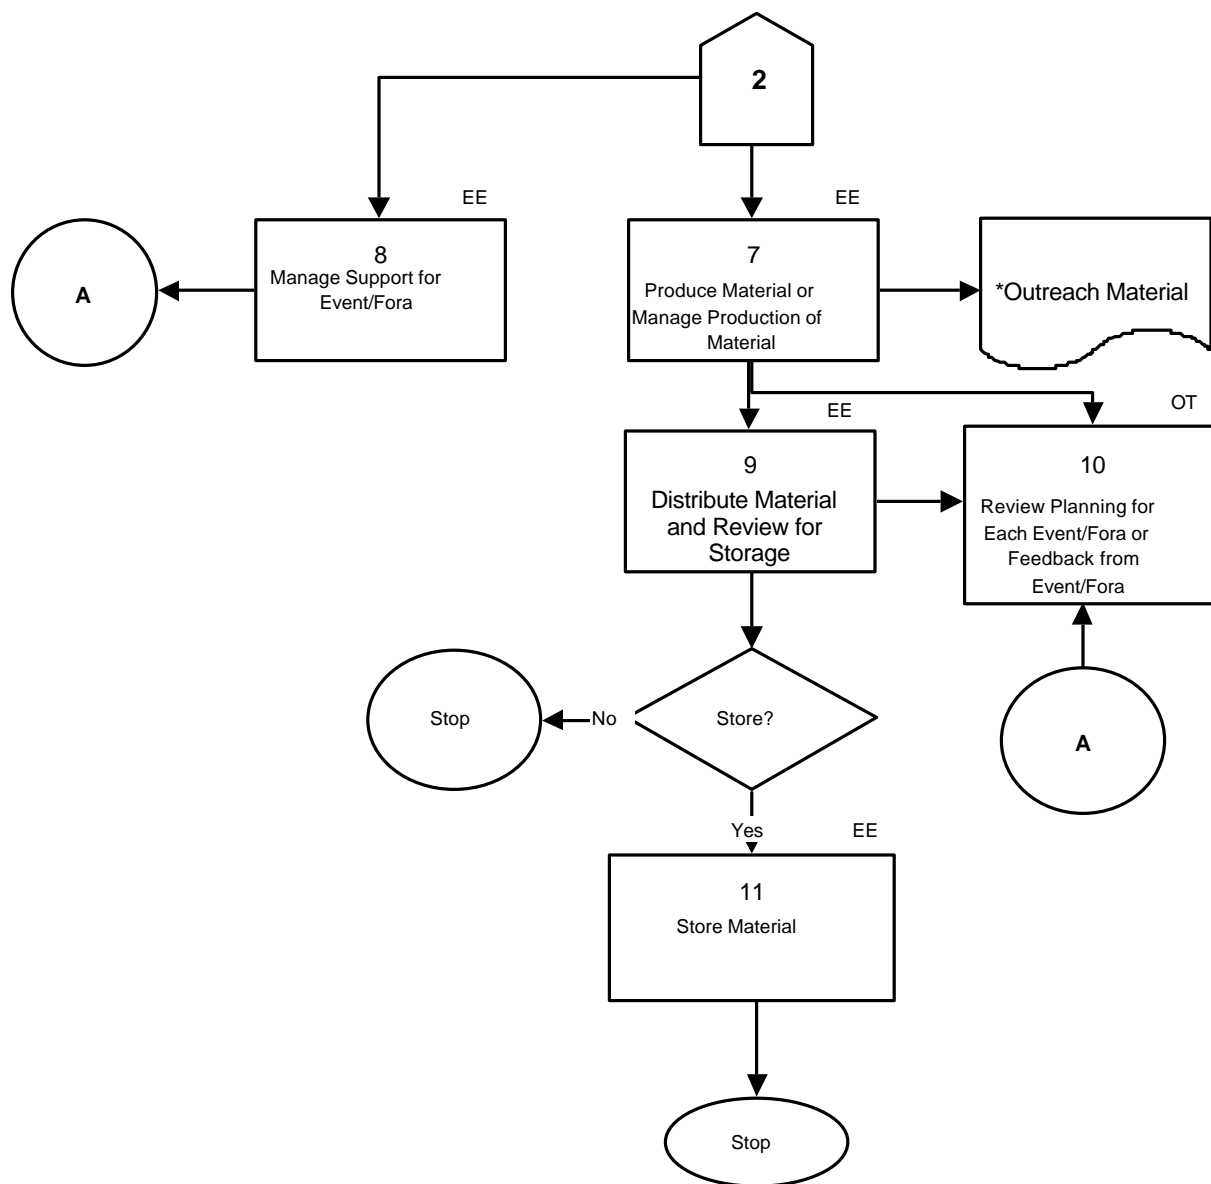 2
EE
EE
8
Manage Support for
Event/Fora
A
7
Produce Material or
Manage Production of
Material
*Outreach Material
EE
OT
9
Distribute Material
and Review for
Storage
10
Review Planning for
Each Event/Fora or
Feedback from
Event/Fora
Stop
No
Store?
A
Yes
EE
11
Store Material
Stop